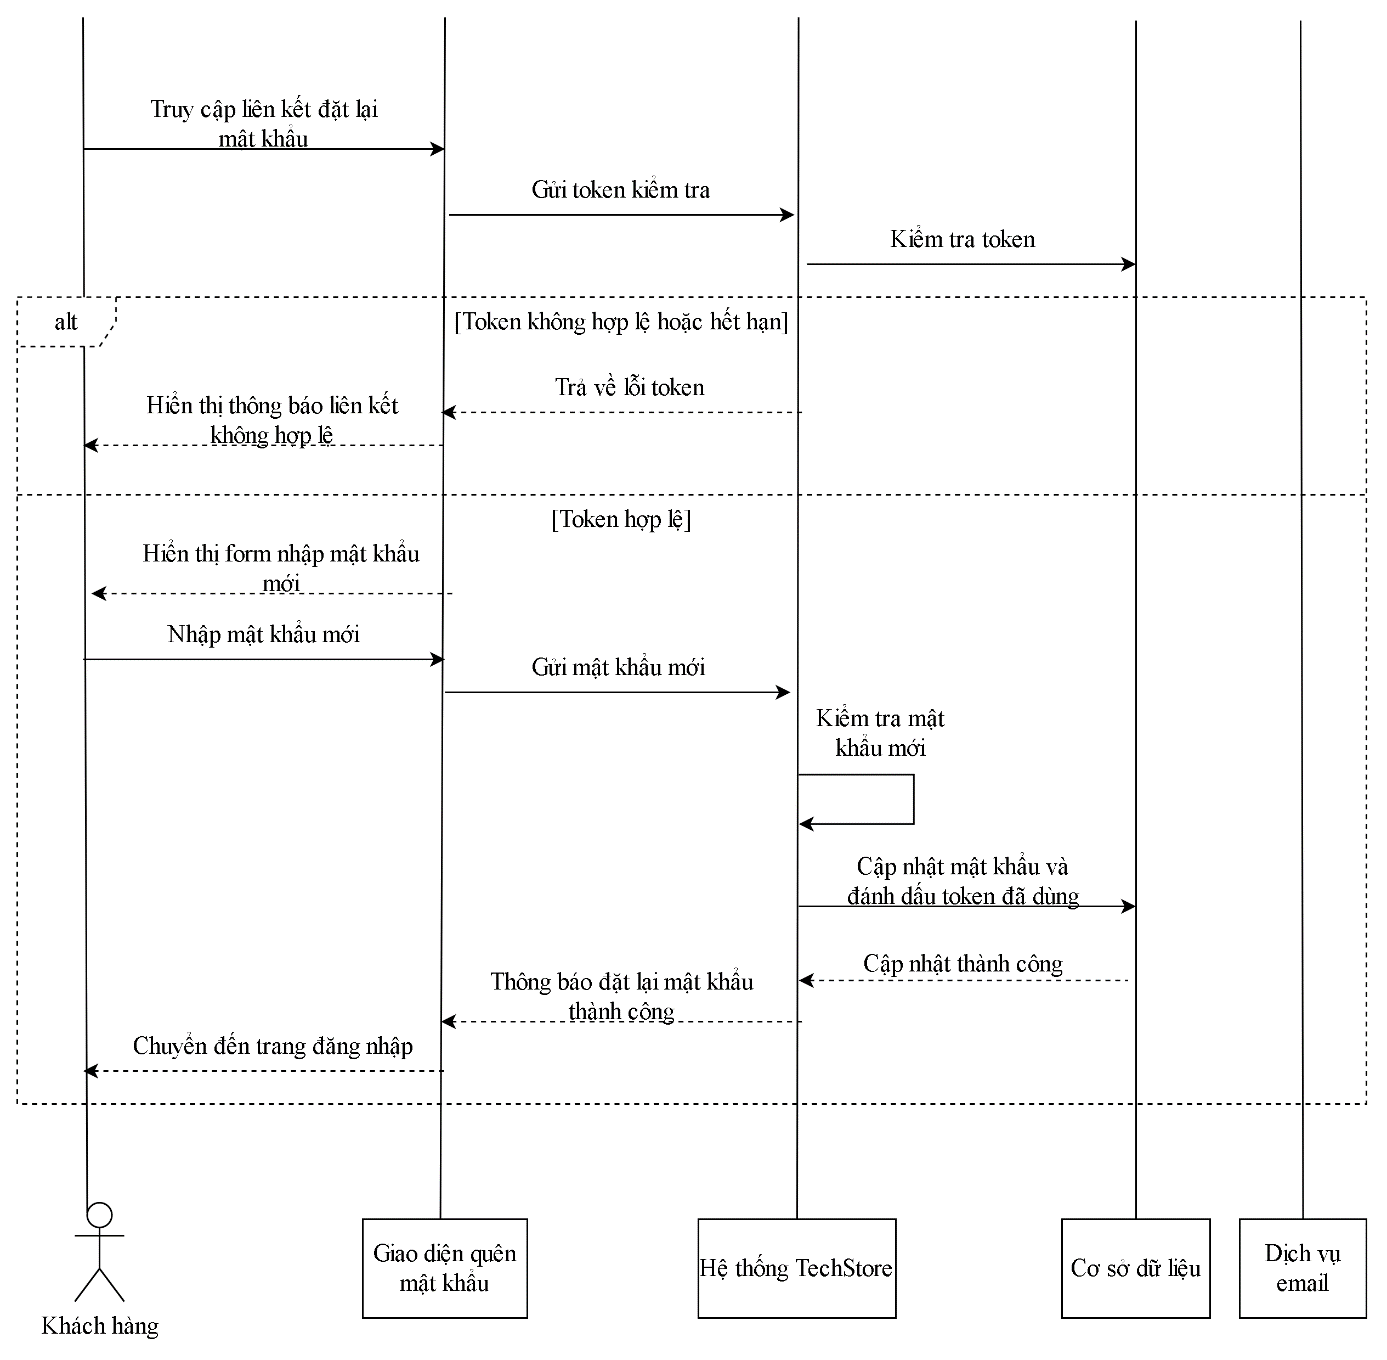 Truy cập liên kết đặt lại
mật khẩu
Gửi token kiểm tra
Kiểm tra token
alt
[Token không hợp lệ hoặc hết hạn]
Trả về lỗi token
Hiển thị thông báo liên kết
không hợp lệ
[Token hợp lệ]
Hiển thị form nhập mật khẩu
mới
Nhập mật khẩu mới
Gửi mật khẩu mới
Kiểm tra mật
khẩu mới
Cập nhật mật khẩu và
đánh dấu token đã dùng
Cập nhật thành công
Thông báo đặt lại mật khẩu
thành công
Chuyển đến trang đăng nhập
Khách hàng
Giao diện quên
mật khẩu
Hệ thống TechStore
Cơ sở dữ liệu
Dịch vụ
email